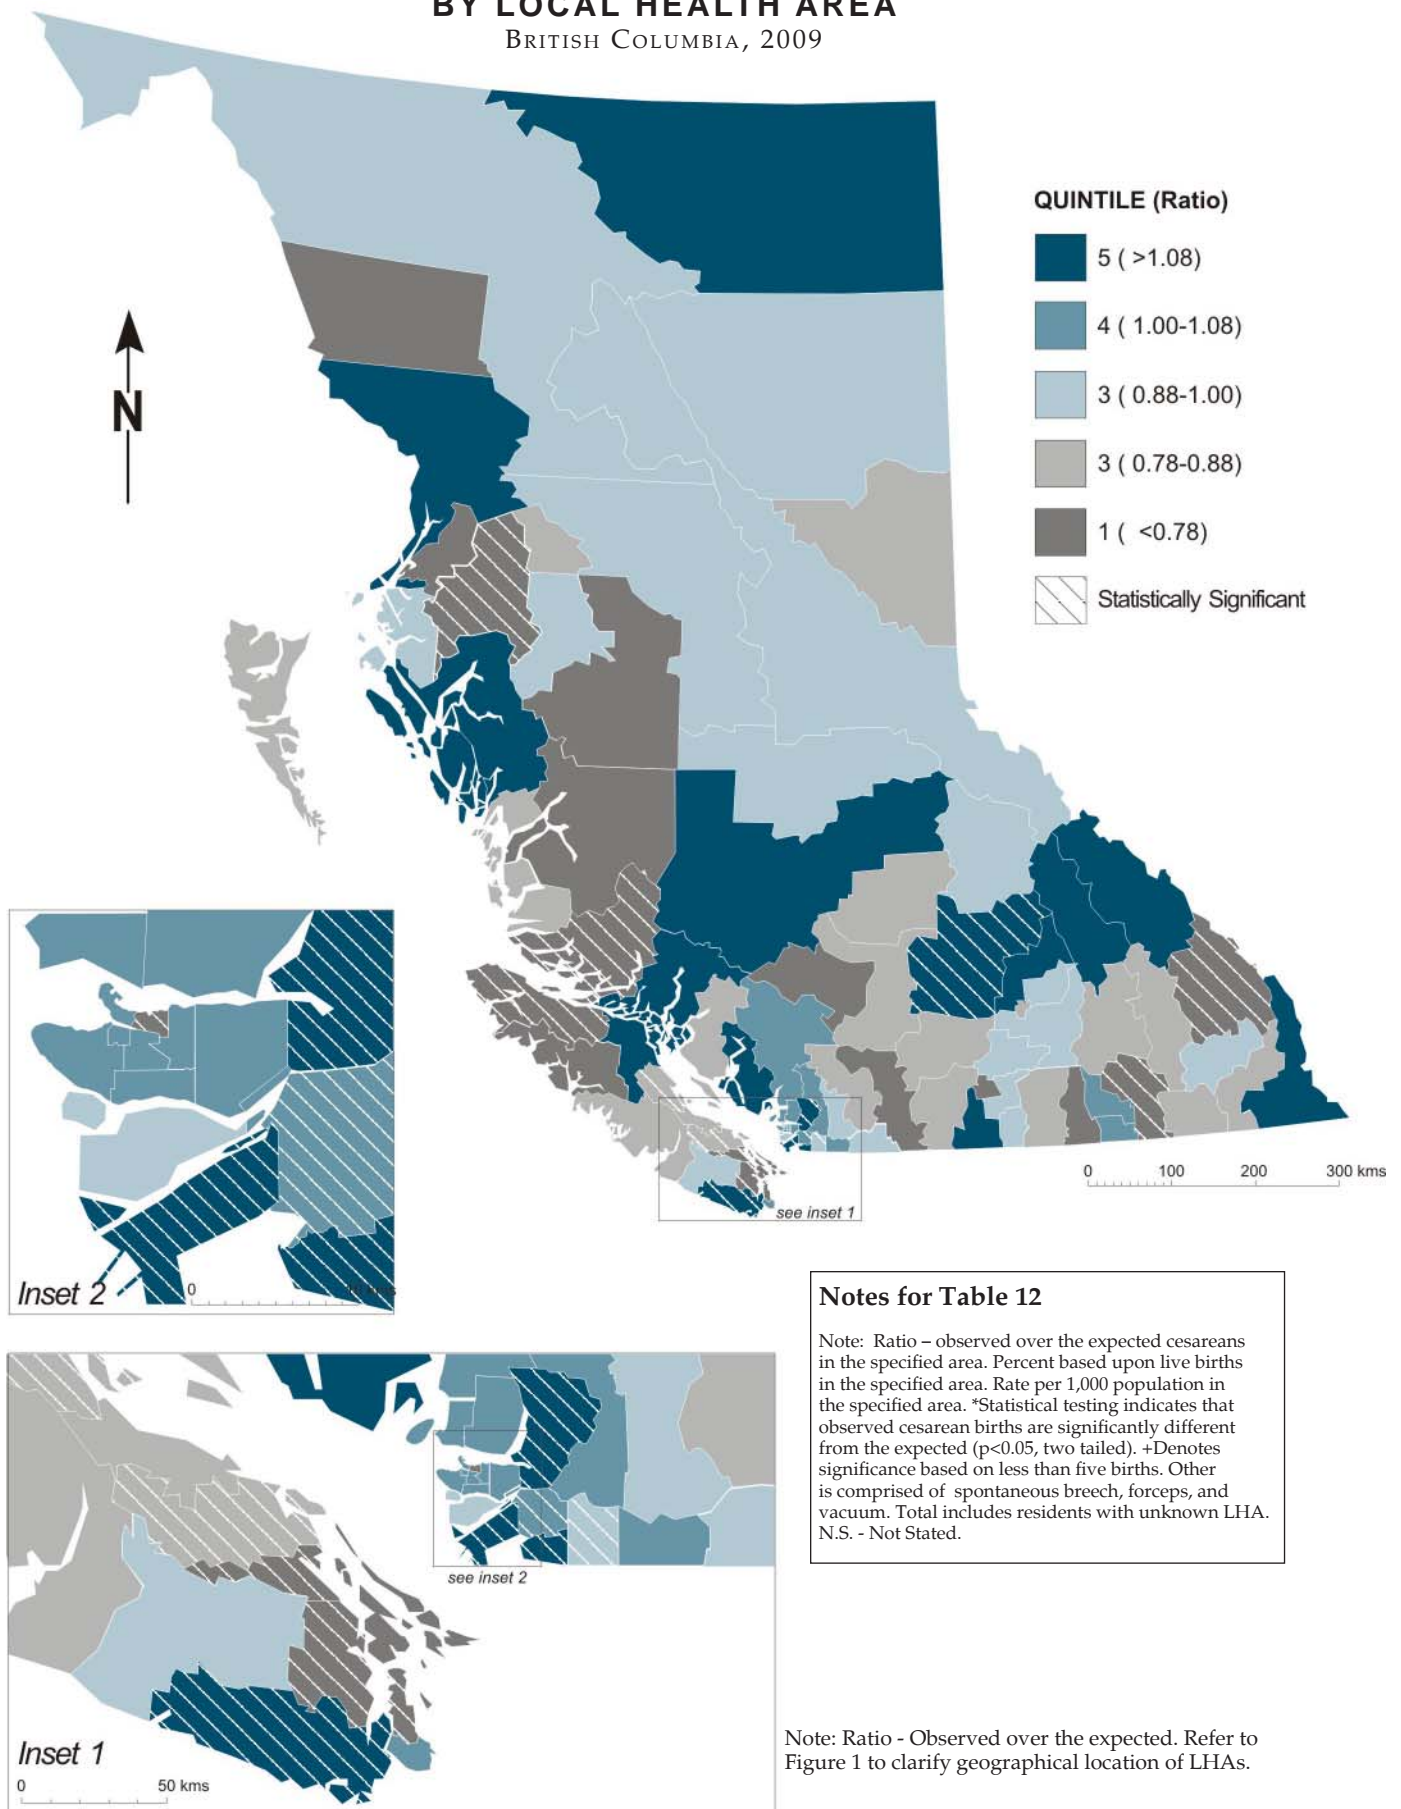 BY LOCAL HEALTH AREA
BRITISH COLUMBIA, 2009
QUINTILE (Ratio)
5 ( >1.08)
4 ( 1.00-1.08)
3 ( 0.88-1.00)
3 ( 0.78-0.88)
1 ( <0.78)
Statistically Significant
N
0 100 200 300 kms
see inset 1
Inset 2
0
Notes for Table 12
Note: Ratio – observed over the expected cesareans
in the specified area. Percent based upon live births
in the specified area. Rate per 1,000 population in
the specified area. *Statistical testing indicates that
observed cesarean births are significantly different
from the expected (p<0.05, two tailed). +Denotes
significance based on less than five births. Other
is comprised of spontaneous breech, forceps, and
vacuum. Total includes residents with unknown LHA.
N.S. - Not Stated.
see inset 2
Inset 1
0 50 kms
Note: Ratio - Observed over the expected. Refer to
Figure 1 to clarify geographical location of LHAs.